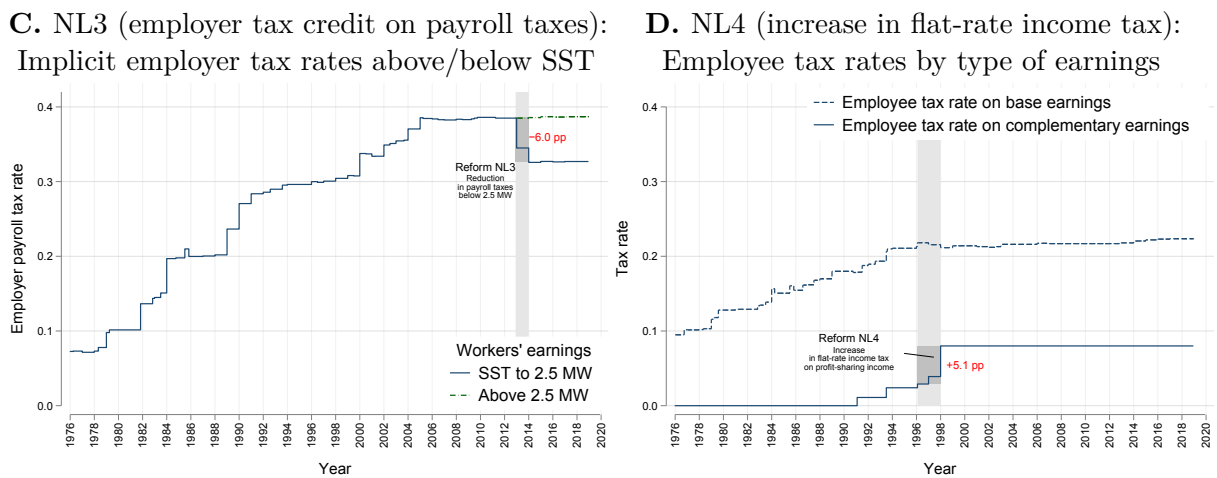 C. NL3 (employer tax credit on payroll taxes):
Implicit employer tax rates above/below SST
Employer payroll tax rate
0.4
0.3
0.2
0.1
0.0
−6.0 pp
Reform NL3
Reduction
in payroll taxes
below 2.5 MW
Workers' earnings
SST to 2.5 MW
Above 2.5 MW
1976 1978 1980 1982 1984 1986 1988 1990 1992 1994 1996 1998 2000 2002 2004 2006 2008 2010 2012 2014 2016 2018 2020
Year
D. NL4 (increase in flat-rate income tax):
Employee tax rates by type of earnings
Tax rate
0.4
0.3
0.2
0.1
0.0
Employee tax rate on base earnings
Employee tax rate on complementary earnings
Reform NL4
Increase
in flat-rate income tax
on profit-sharing income
+5.1 pp
1976 1978 1980 1982 1984 1986 1988 1990 1992 1994 1996 1998 2000 2002 2004 2006 2008 2010 2012 2014 2016 2018 2020
Year